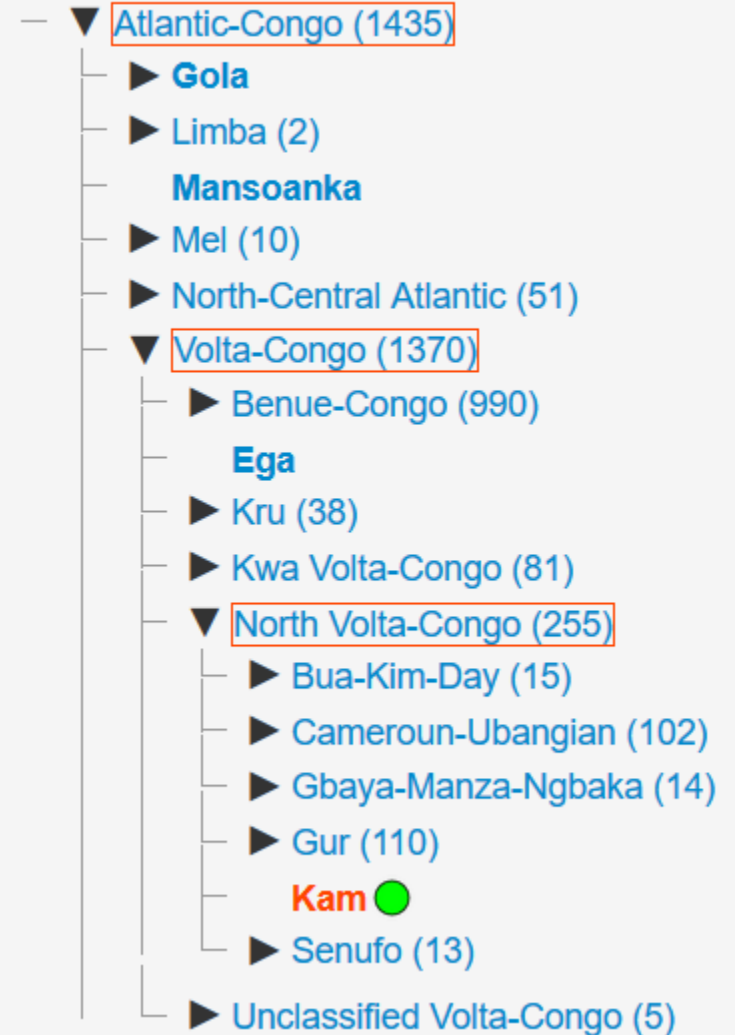 Atlantic-Congo (1435)
Gola
Limba (2)
Mansoanka
Mel (10)
North-Central Atlantic (51)
Volta-Congo (1370)
Benue-Congo (990)
Ega
Kru (38)
Kwa Volta-Congo (81)
North Volta-Congo (255)
Bua-Kim-Day (15)
Cameroun-Ubangian (102)
Gbaya-Manza-Ngbaka (14)
Gur (110)
Kam
Senufo (13)
Unclassified Volta-Congo (5)